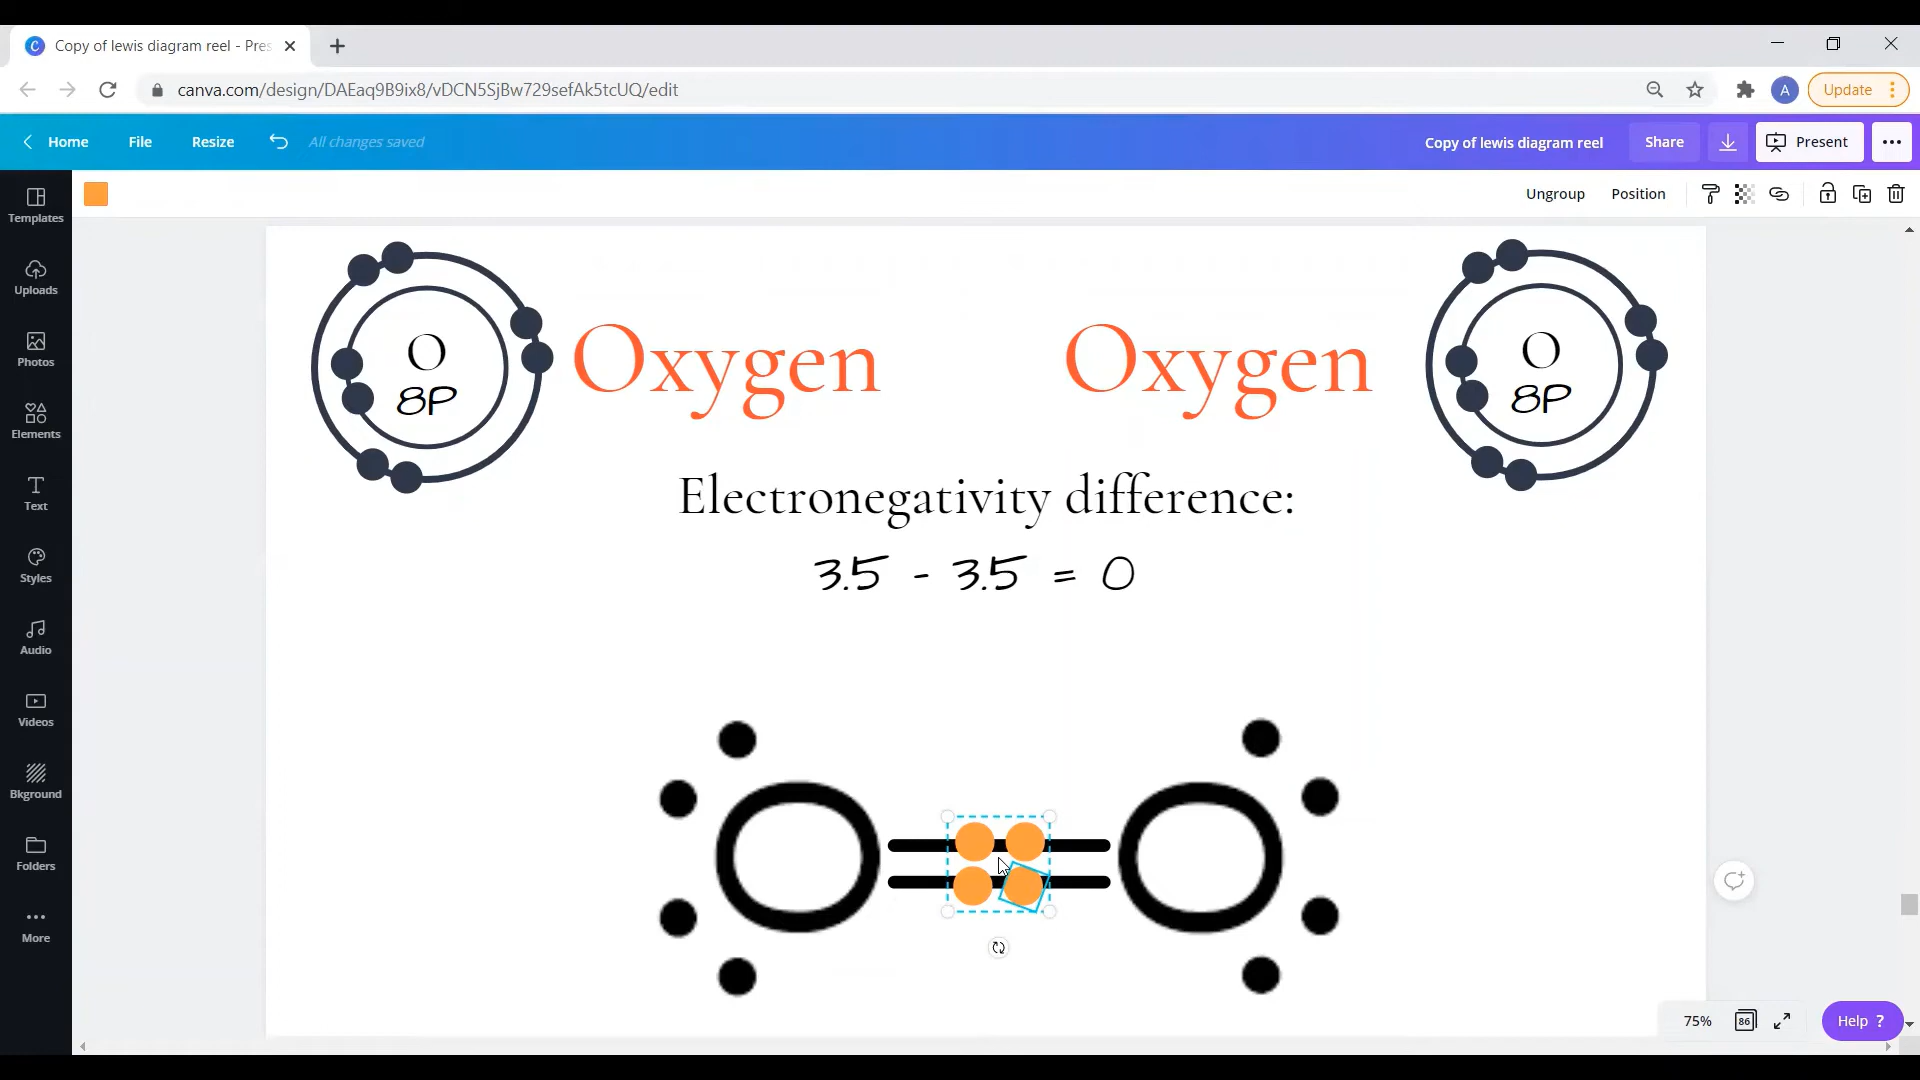 Copy of lewis diagram reel - Pres
canva.com/design/DAEaq9B9ix8/vDCN5SjBw729sefAk5tcUQ/edit
A
Update
Home
File
Resize
All changes saved
Copy of lewis diagram reel
Share
Present
Ungroup
Position
Templates
Uploads
Photos
Elements
Text
Styles
Audio
Videos
Bkground
Folders
More
O
8P
Oxygen
Oxygen
O
8P
Electronegativity difference:
3.5 - 3.5 = 0
O
O
75%
86
Help ?